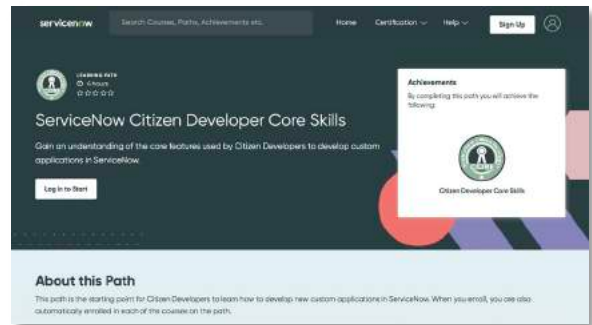 servicenow
Search Courses, Paths, Achievements etc.
Home
Certification
Help
Sign Up
LEARNING PATH
6 hours
ServiceNow Citizen Developer Core Skills
Gain an understanding of the core features used by Citizen Developers to develop custom
applications in ServiceNow.
Log in to Start
Achievements
By completing this path you will achieve the
following:
CORE
Citizen Developer Core Skills
About this Path
This path is the starting point for Citizen Developers to learn how to develop new custom applications in ServiceNow. When you enroll, you are also
automatically enrolled in each of the courses on the path.